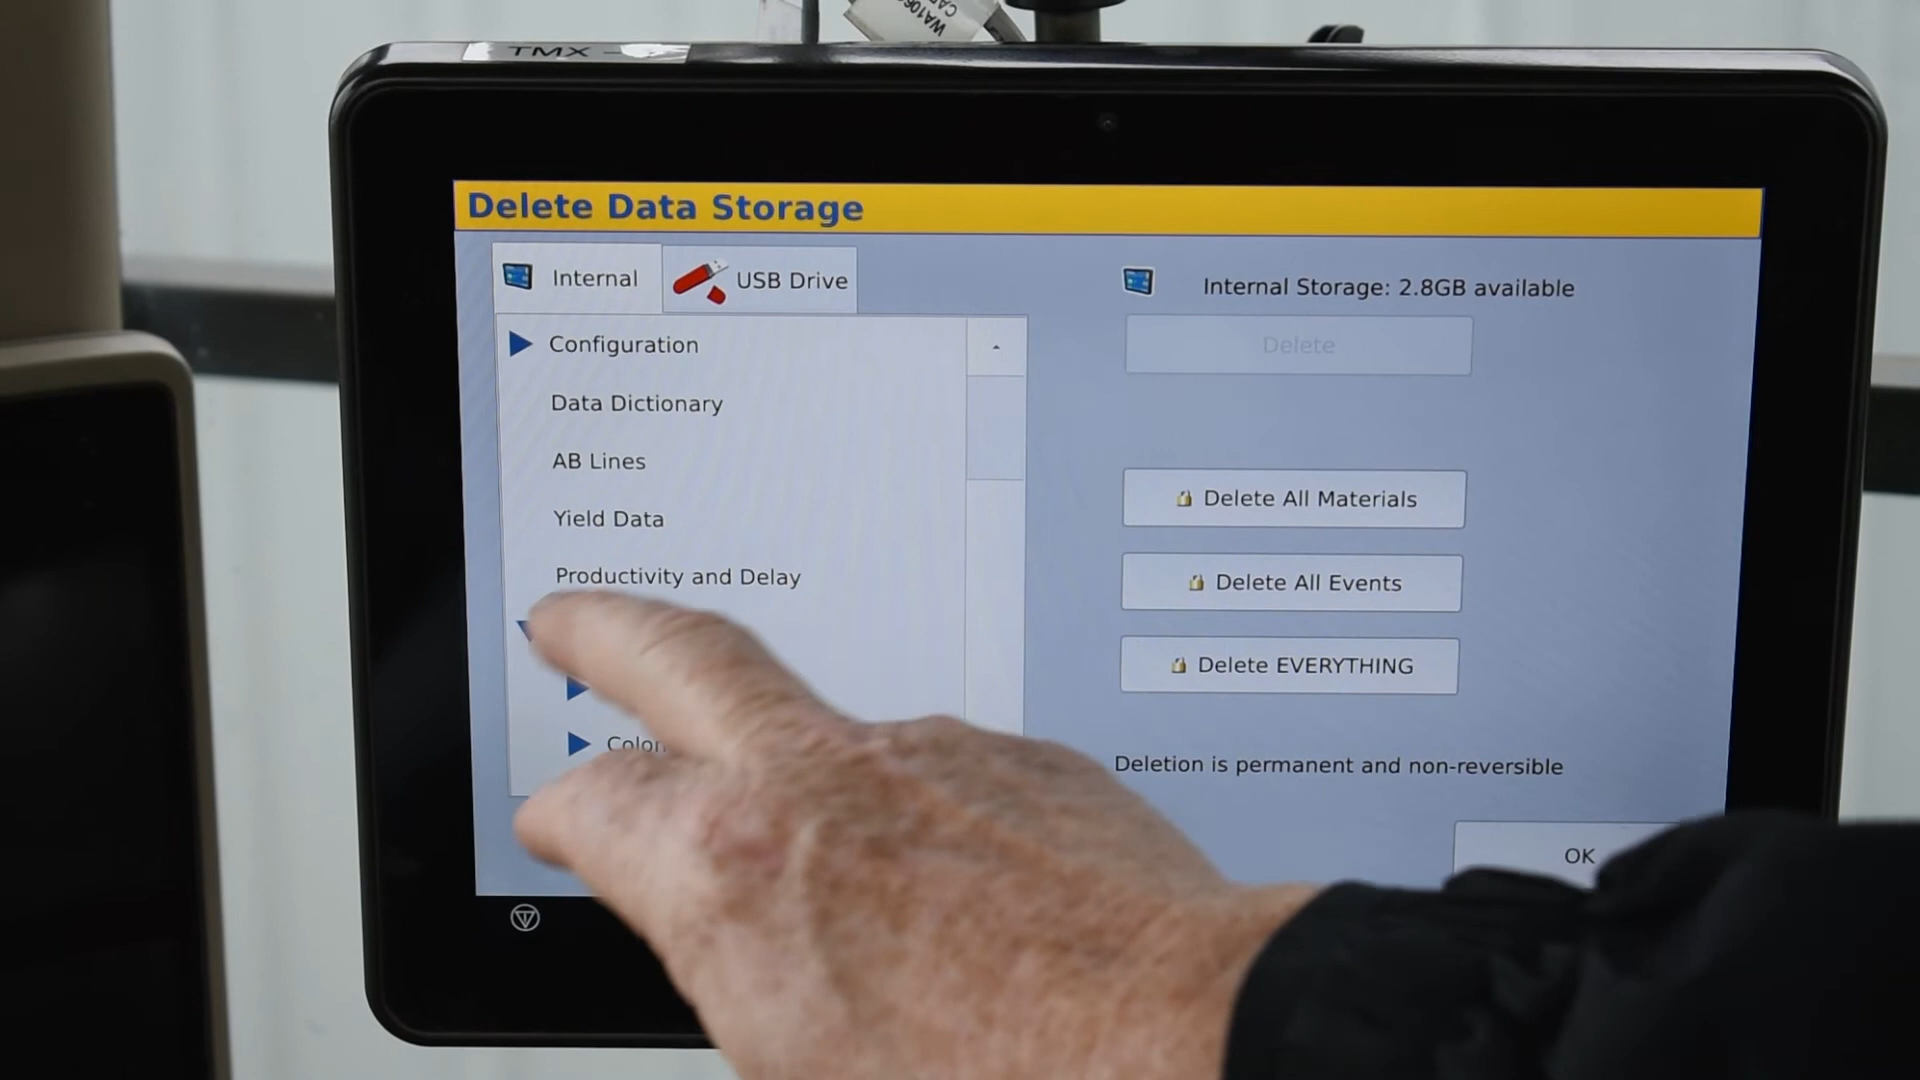 TMX
WA106
Delete Data Storage
Internal
USB Drive
Internal Storage: 2.8GB available
Configuration
Delete
Data Dictionary
AB Lines
Delete All Materials
Yield Data
Productivity and Delay
Delete All Events
Delete EVERYTHING
Deletion is permanent and non-reversible
OK